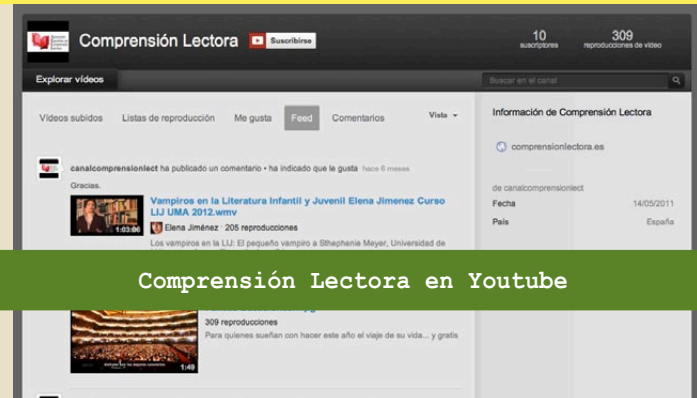 Comprensión Lectora
Suscribirse
10
suscriptores
309
reproducciones de vídeo
Explorar vídeos
Buscar en el canal
Vídeos subidos
Listas de reproducción
Me gusta
Feed
Comentarios
Vista
canalcomprensionlect ha publicado un comentario • ha indicado que le gusta hace 6 meses
Gracias.
Vampiros en la Literatura Infantil y Juvenil Elena Jimenez Curso
LIJ UMA 2012.wmv
1:03:06
Elena Jiménez · 205 reproducciones
Los vampiros en la LIJ: El pequeño vampiro a Sthephenie Meyer, Universidad de
Información de Comprensión Lectora
comprensionlectora.es
de canalcomprensionlect
Fecha 14/05/2011
País España
Comprensión Lectora en Youtube
309 reproducciones
Para quienes sueñan con hacer este año el viaje de su vida... y gratis
1:49